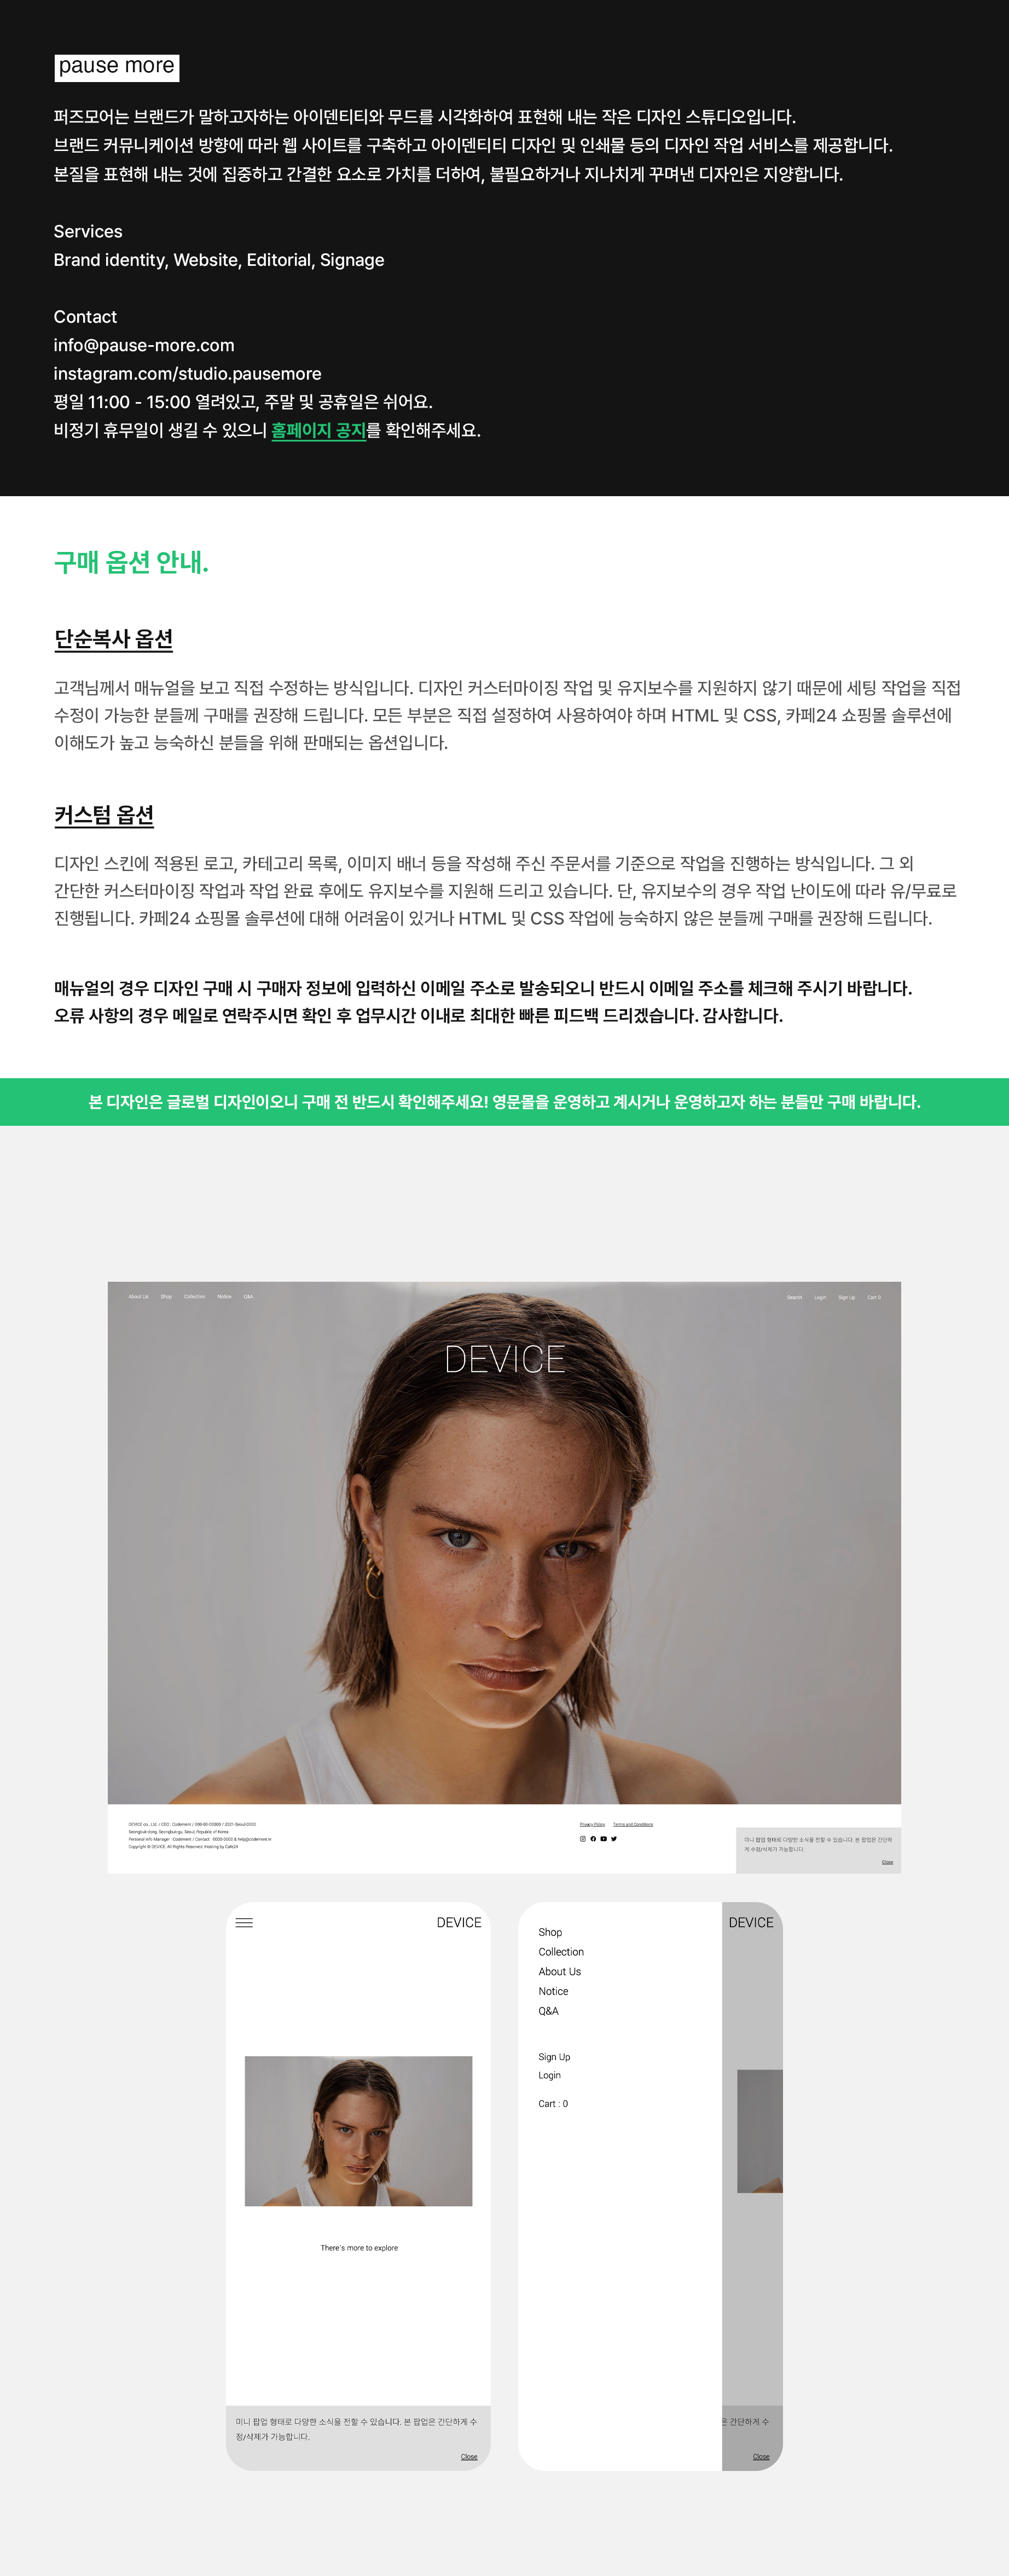 pause more
퍼즈모어는 브랜드가 말하고자하는 아이덴티티와 무드를 시각화하여 표현해 내는 작은 디자인 스튜디오입니다.
브랜드 커뮤니케이션 방향에 따라 웹 사이트를 구축하고 아이덴티티 디자인 및 인쇄물 등의 디자인 작업 서비스를 제공합니다.
본질을 표현해 내는 것에 집중하고 간결한 요소로 가치를 더하여, 불필요하거나 지나치게 꾸며낸 디자인은 지양합니다.
Services
Brand identity, Website, Editorial, Signage
Contact
info@pause-more.com
instagram.com/studio.pausemore
평일 11:00 - 15:00 열려있고, 주말 및 공휴일은 쉬어요.
비정기 휴무일이 생길 수 있으니 홈페이지 공지를 확인해주세요.
구매 옵션 안내.
단순복사 옵션
고객님께서 매뉴얼을 보고 직접 수정하는 방식입니다. 디자인 커스터마이징 작업 및 유지보수를 지원하지 않기 때문에 세팅 작업을 직접
수정이 가능한 분들께 구매를 권장해 드립니다. 모든 부분은 직접 설정하여 사용하여야 하며 HTML 및 CSS, 카페24 쇼핑몰 솔루션에
이해도가 높고 능숙하신 분들을 위해 판매되는 옵션입니다.
커스텀 옵션
디자인 스킨에 적용된 로고, 카테고리 목록, 이미지 배너 등을 작성해 주신 주문서를 기준으로 작업을 진행하는 방식입니다. 그 외
간단한 커스터마이징 작업과 작업 완료 후에도 유지보수를 지원해 드리고 있습니다. 단, 유지보수의 경우 작업 난이도에 따라 유/무료로
진행됩니다. 카페24 쇼핑몰 솔루션에 대해 어려움이 있거나 HTML 및 CSS 작업에 능숙하지 않은 분들께 구매를 권장해 드립니다.
매뉴얼의 경우 디자인 구매 시 구매자 정보에 입력하신 이메일 주소로 발송되오니 반드시 이메일 주소를 체크해 주시기 바랍니다.
오류 사항의 경우 메일로 연락주시면 확인 후 업무시간 이내로 최대한 빠른 피드백 드리겠습니다. 감사합니다.
본 디자인은 글로벌 디자인이오니 구매 전 반드시 확인해주세요! 영문몰을 운영하고 계시거나 운영하고자 하는 분들만 구매 바랍니다.
About Us Shop Collection Notice Q&A Search Login Sign Up Cart 0
DEVICE
DEVICE co., Ltd. / CEO : Codement /
Seongbuk-dong, Seongbuk-gu, Seoul, Republic of Korea
Personal Info Manager : Codement / Contact : 0000-0000 & help@codement.kr
Copyright © DEVICE. All Rights Reserved. Hosting by Cafe24
Privacy Policy Terms and Conditions
미니 팝업 형태로 다양한 소식을 전할 수 있습니다. 본 팝업은 간단하
게 수정/삭제가 가능합니다.
Close
DEVICE
There's more to explore
미니 팝업 형태로 다양한 소식을 전할 수 있습니다. 본 팝업은 간단하게 수
정/삭제가 가능합니다.
Close
DEVICE
Shop
Collection
About Us
Notice
Q&A
Sign Up
Login
Cart : 0
은 간단하게 수
Close